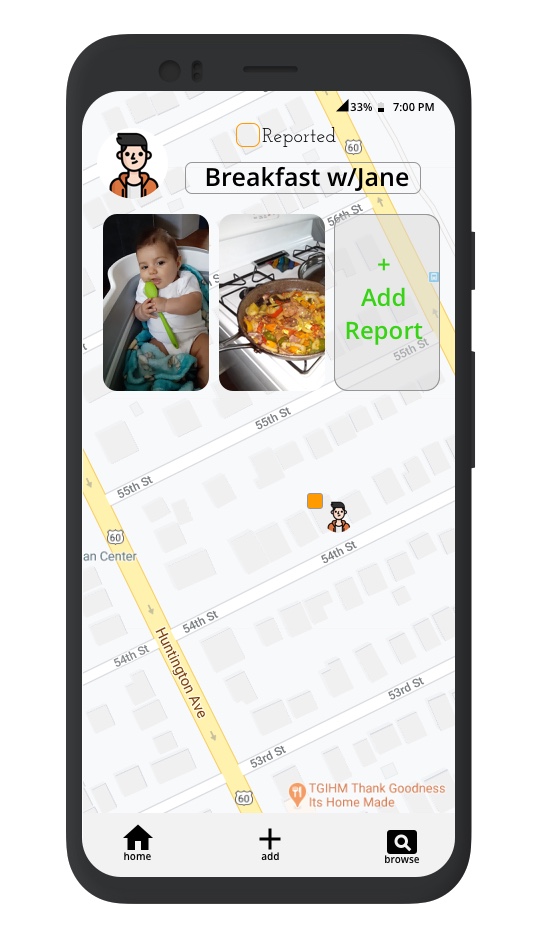 33% 7:00 PM
Reported
60
Breakfast w/Jane
56th St
+
Add
Report
55th St
55th St
55th St
60
an Center
54th St
54th St
54th St
Huntington Ave
53rd St
53rd St
60
TGIHM Thank Goodness
Its Home Made
home
add
browse